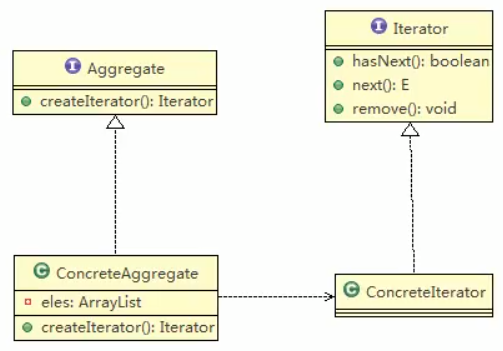 I Aggregate
createIterator(): Iterator
I Iterator
hasNext(): boolean
next(): E
remove(): void
C ConcreteAggregate
eles: ArrayList
createIterator(): Iterator
C ConcreteIterator